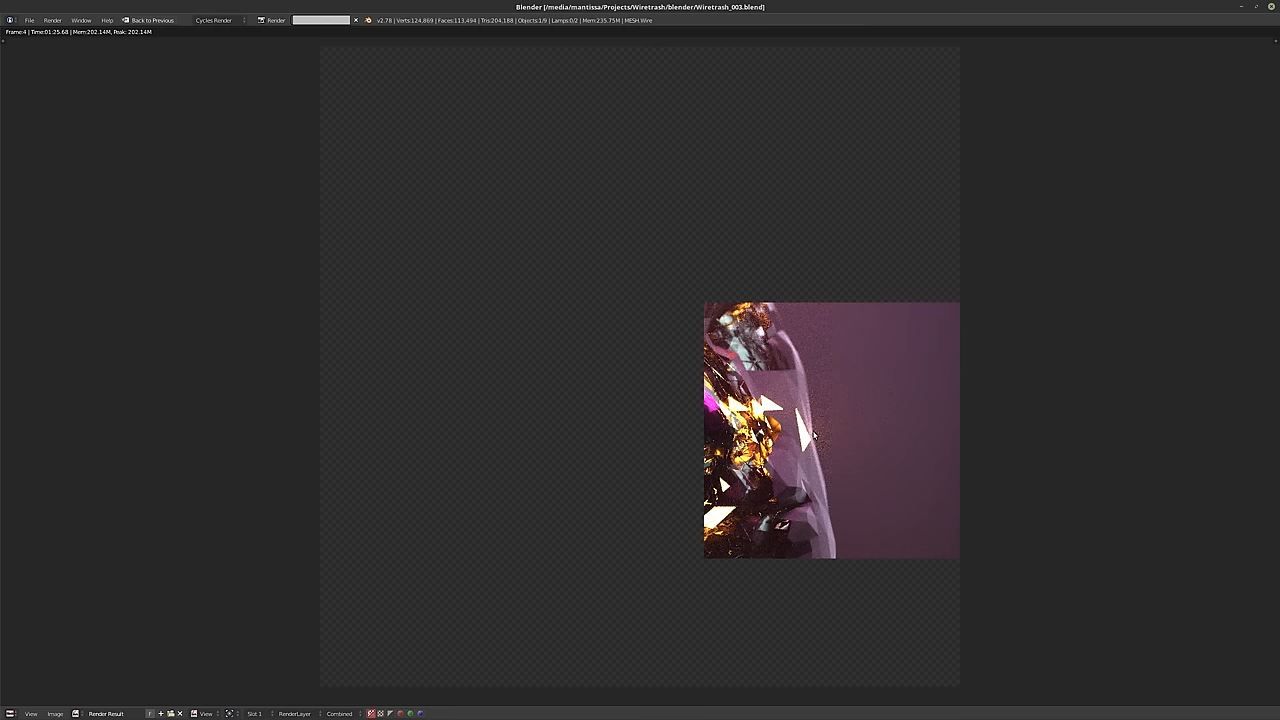 Blender [/media/mantissa/Projects/Wiretrash/blender/Wiretrash_003.blend]
File Render Window Help Back to Previous Cycles Render Render v2.78 | Verts:124,869 | Faces:113,494 | Tris:204,188 | Objects:1/9 | Lamps:0/2 | Mem:235.75M | MESH.Wire
Frame:4 | Time:01:25.68 | Mem:202.14M, Peak: 202.14M
View Image Render Result F View Slot 1 RenderLayer Combined